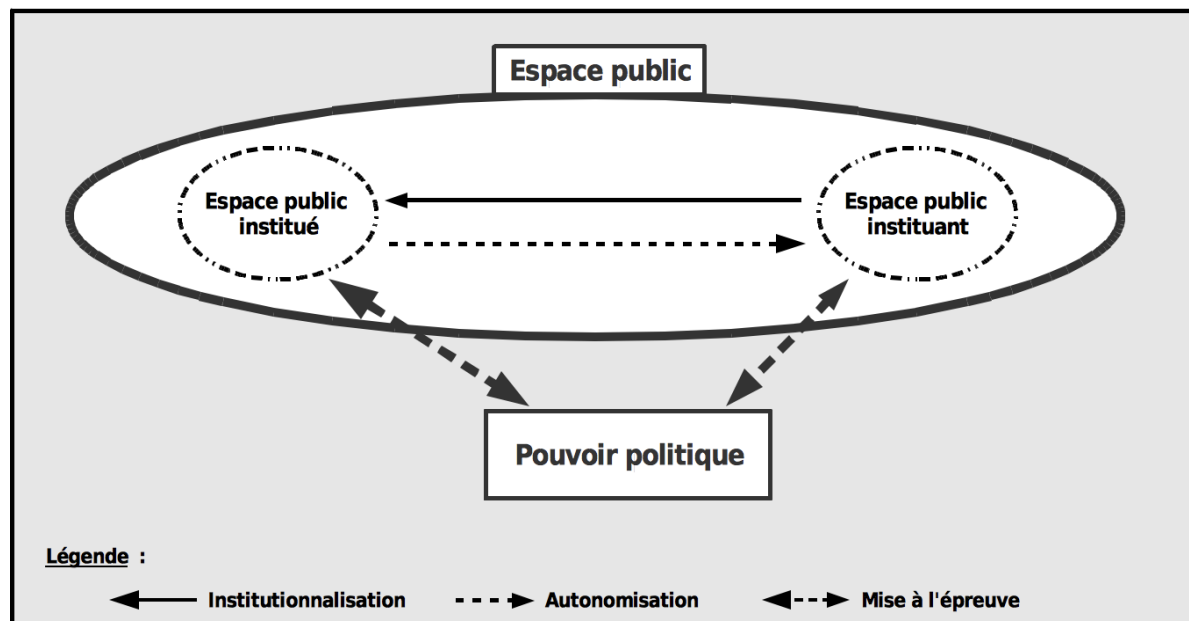 Espace public
Espace public
institué
Espace public
instituant
Pouvoir politique
Légende :
Institutionnalisation
Autonomisation
Mise à l'épreuve